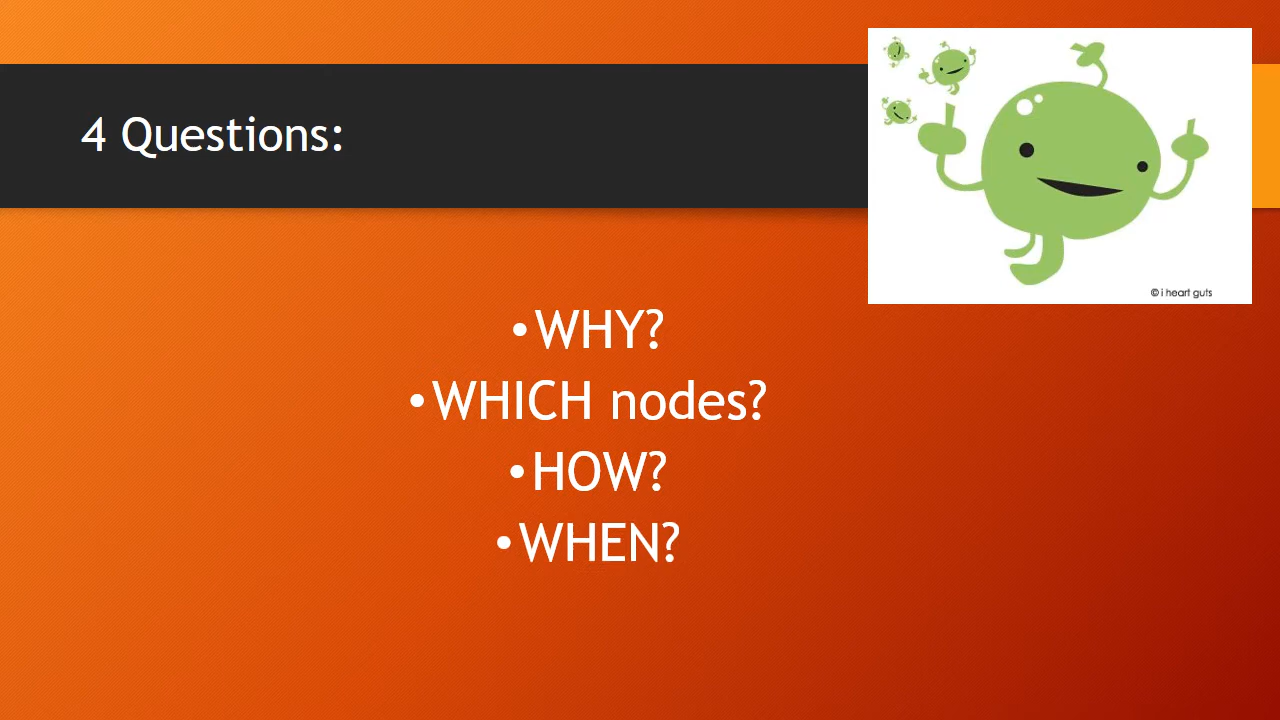 4 Questions:
© i heart guts
•WHY?
•WHICH nodes?
•HOW?
•WHEN?